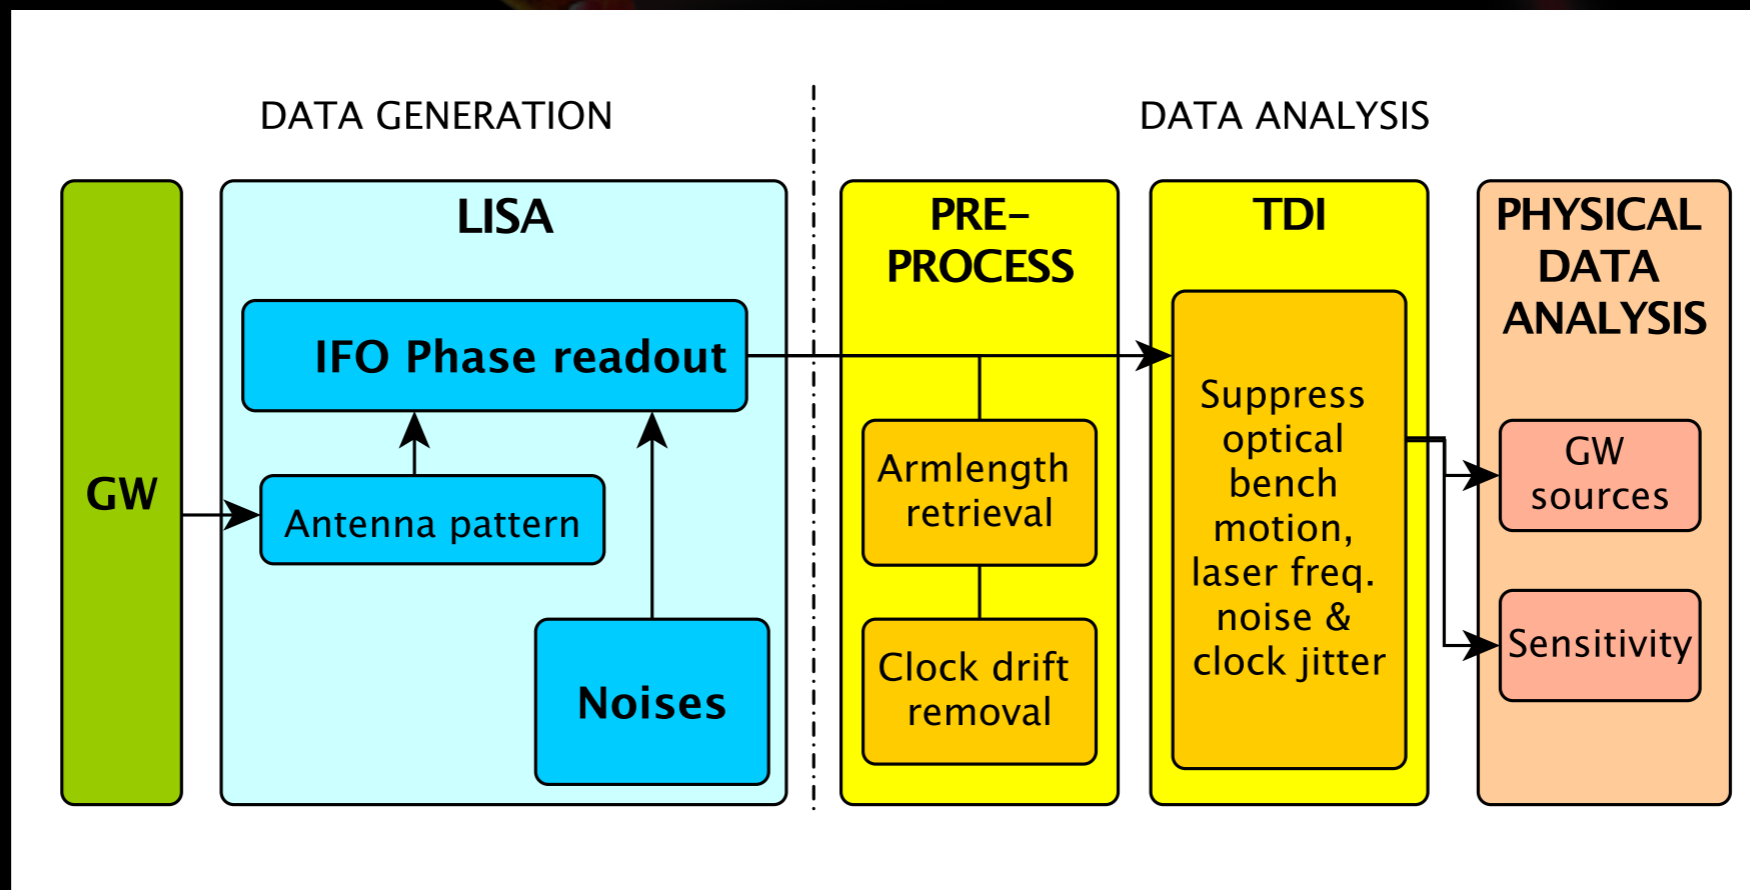 DATA GENERATION
DATA ANALYSIS
GW
LISA
IFO Phase readout
Antenna pattern
Noises
PRE-
PROCESS
Armlength
retrieval
Clock drift
removal
TDI
Suppress
optical
bench
motion,
laser freq.
noise &
clock jitter
PHYSICAL
DATA
ANALYSIS
GW
sources
Sensitivity